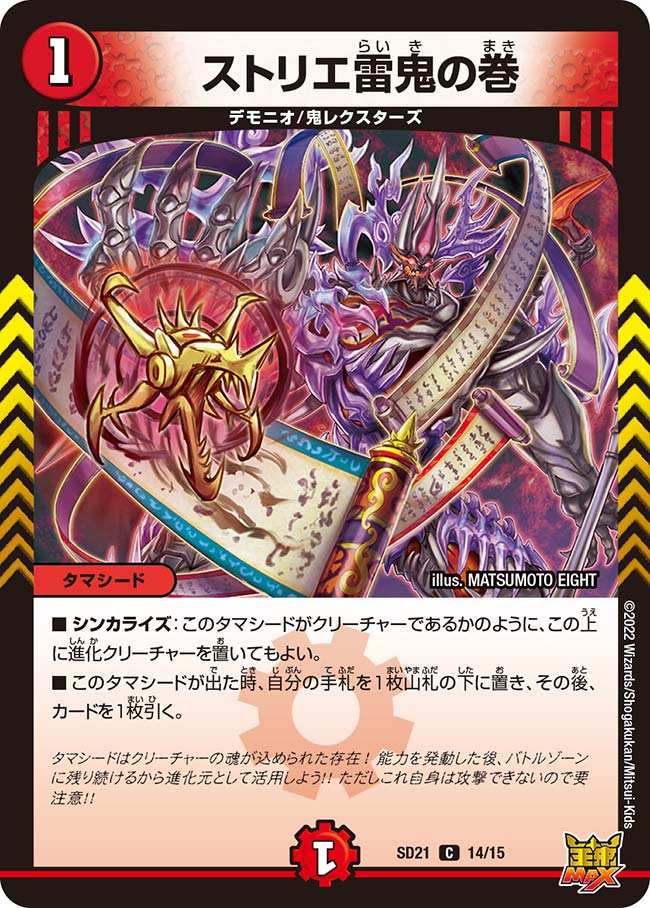 1
ストリエ雷鬼の巻
らいき
まき
デモニオ/鬼レクスターズ
タマシード
illus. MATSUMOTO EIGHT
■ シンカライズ:このタマシードがクリーチャーであるかのように、この上
に進化クリーチャーを置いてもよい。
■ このタマシードが出た時、自分の手札を1枚山札の下に置き、その後、
カードを1枚引く。
タマシードはクリーチャーの魂が込められた存在! 能力を発動した後、バトルゾーン
に残り続けるから進化元として活用しよう!! ただしこれ自身は攻撃できないので要
注意!!
©2022 Wizards/Shogakukan/Mitsui-Kids
1
SD21 C 14/15
王来
MAX